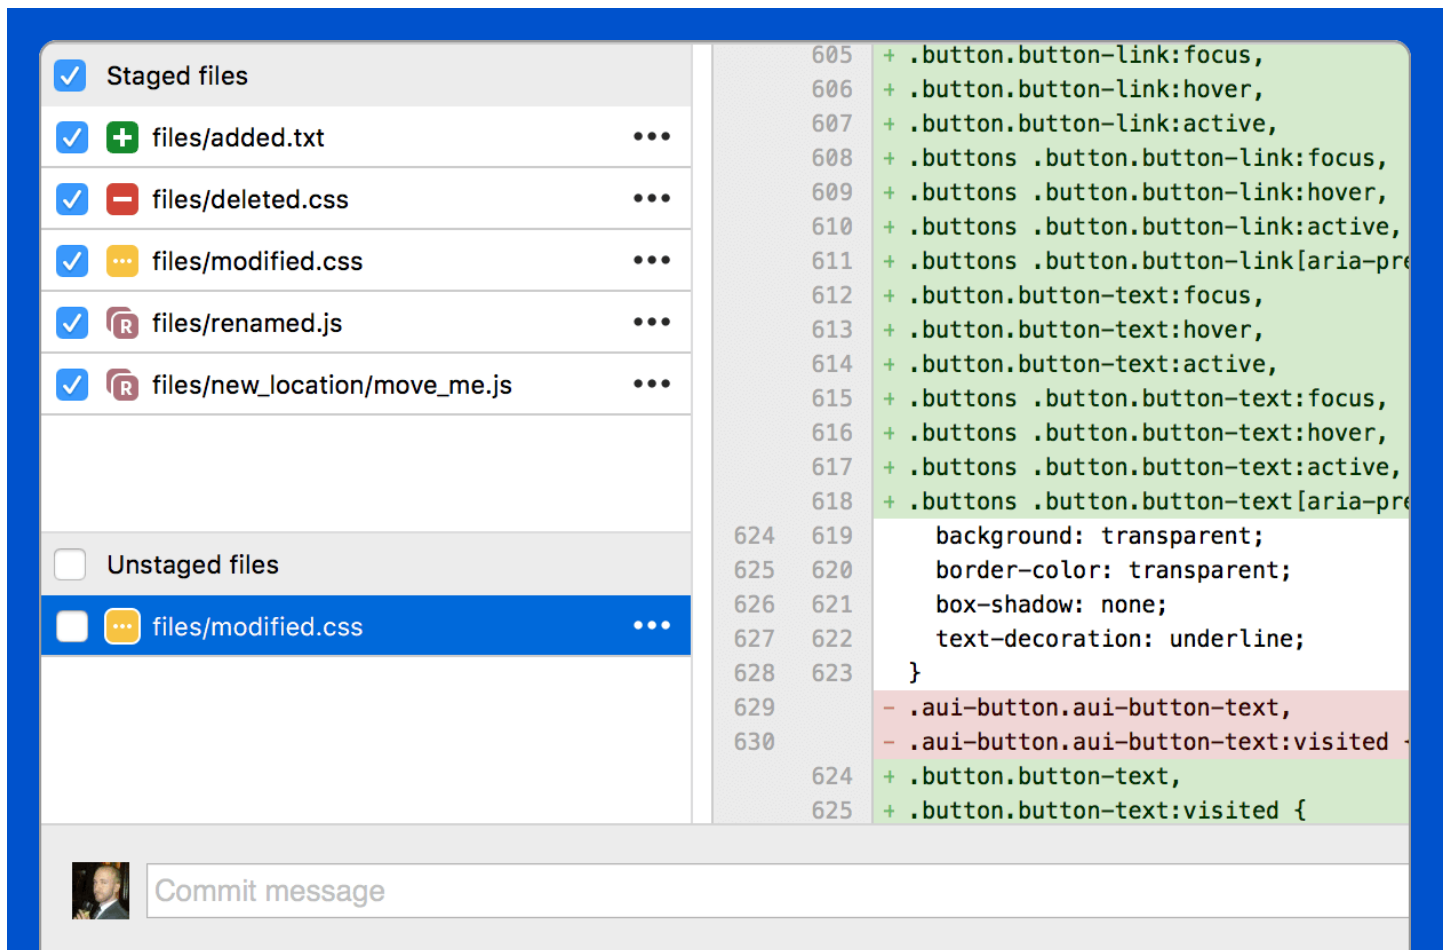 Staged files
files/added.txt
files/deleted.css
files/modified.css
R files/renamed.js
R files/new_location/move_me.js
Unstaged files
files/modified.css
605 + .button.button-link:focus,
606 + .button.button-link:hover,
607 + .button.button-link:active,
608 + .buttons .button.button-link:focus,
609 + .buttons .button.button-link:hover,
610 + .buttons .button.button-link:active,
611 + .buttons .button.button-link[aria-pre
612 + .button.button-text:focus,
613 + .button.button-text:hover,
614 + .button.button-text:active,
615 + .buttons .button.button-text:focus,
616 + .buttons .button.button-text:hover,
617 + .buttons .button.button-text:active,
618 + .buttons .button.button-text[aria-pre
624 619 background: transparent;
625 620 border-color: transparent;
626 621 box-shadow: none;
627 622 text-decoration: underline;
628 623 }
629 - .aui-button.aui-button-text,
630 - .aui-button.aui-button-text:visited
624 + .button.button-text,
625 + .button.button-text:visited {
Commit message